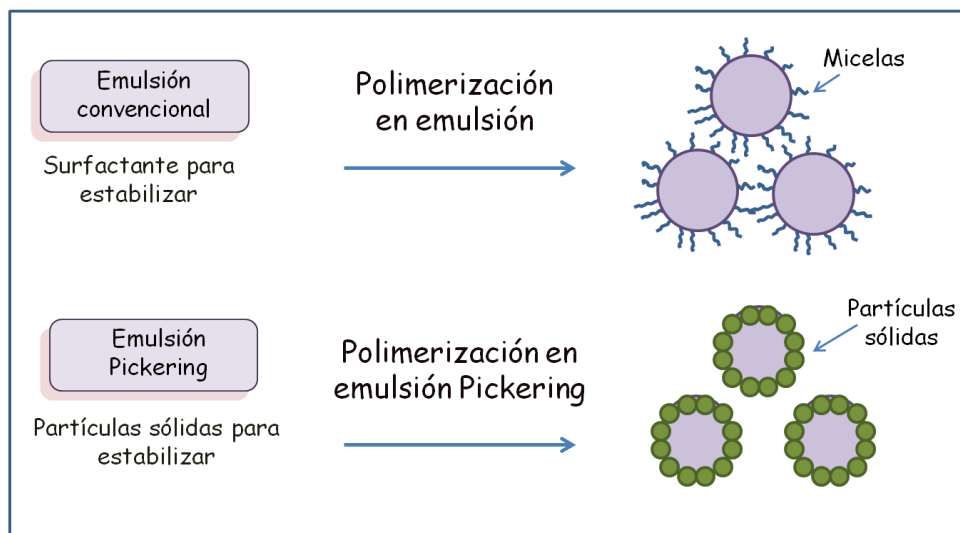 Emulsión
convencional
Surfactante para
estabilizar
Polimerización
en emulsión
Micelas
Emulsión
Pickering
Partículas sólidas para
estabilizar
Polimerización en
emulsión Pickering
Partículas
sólidas